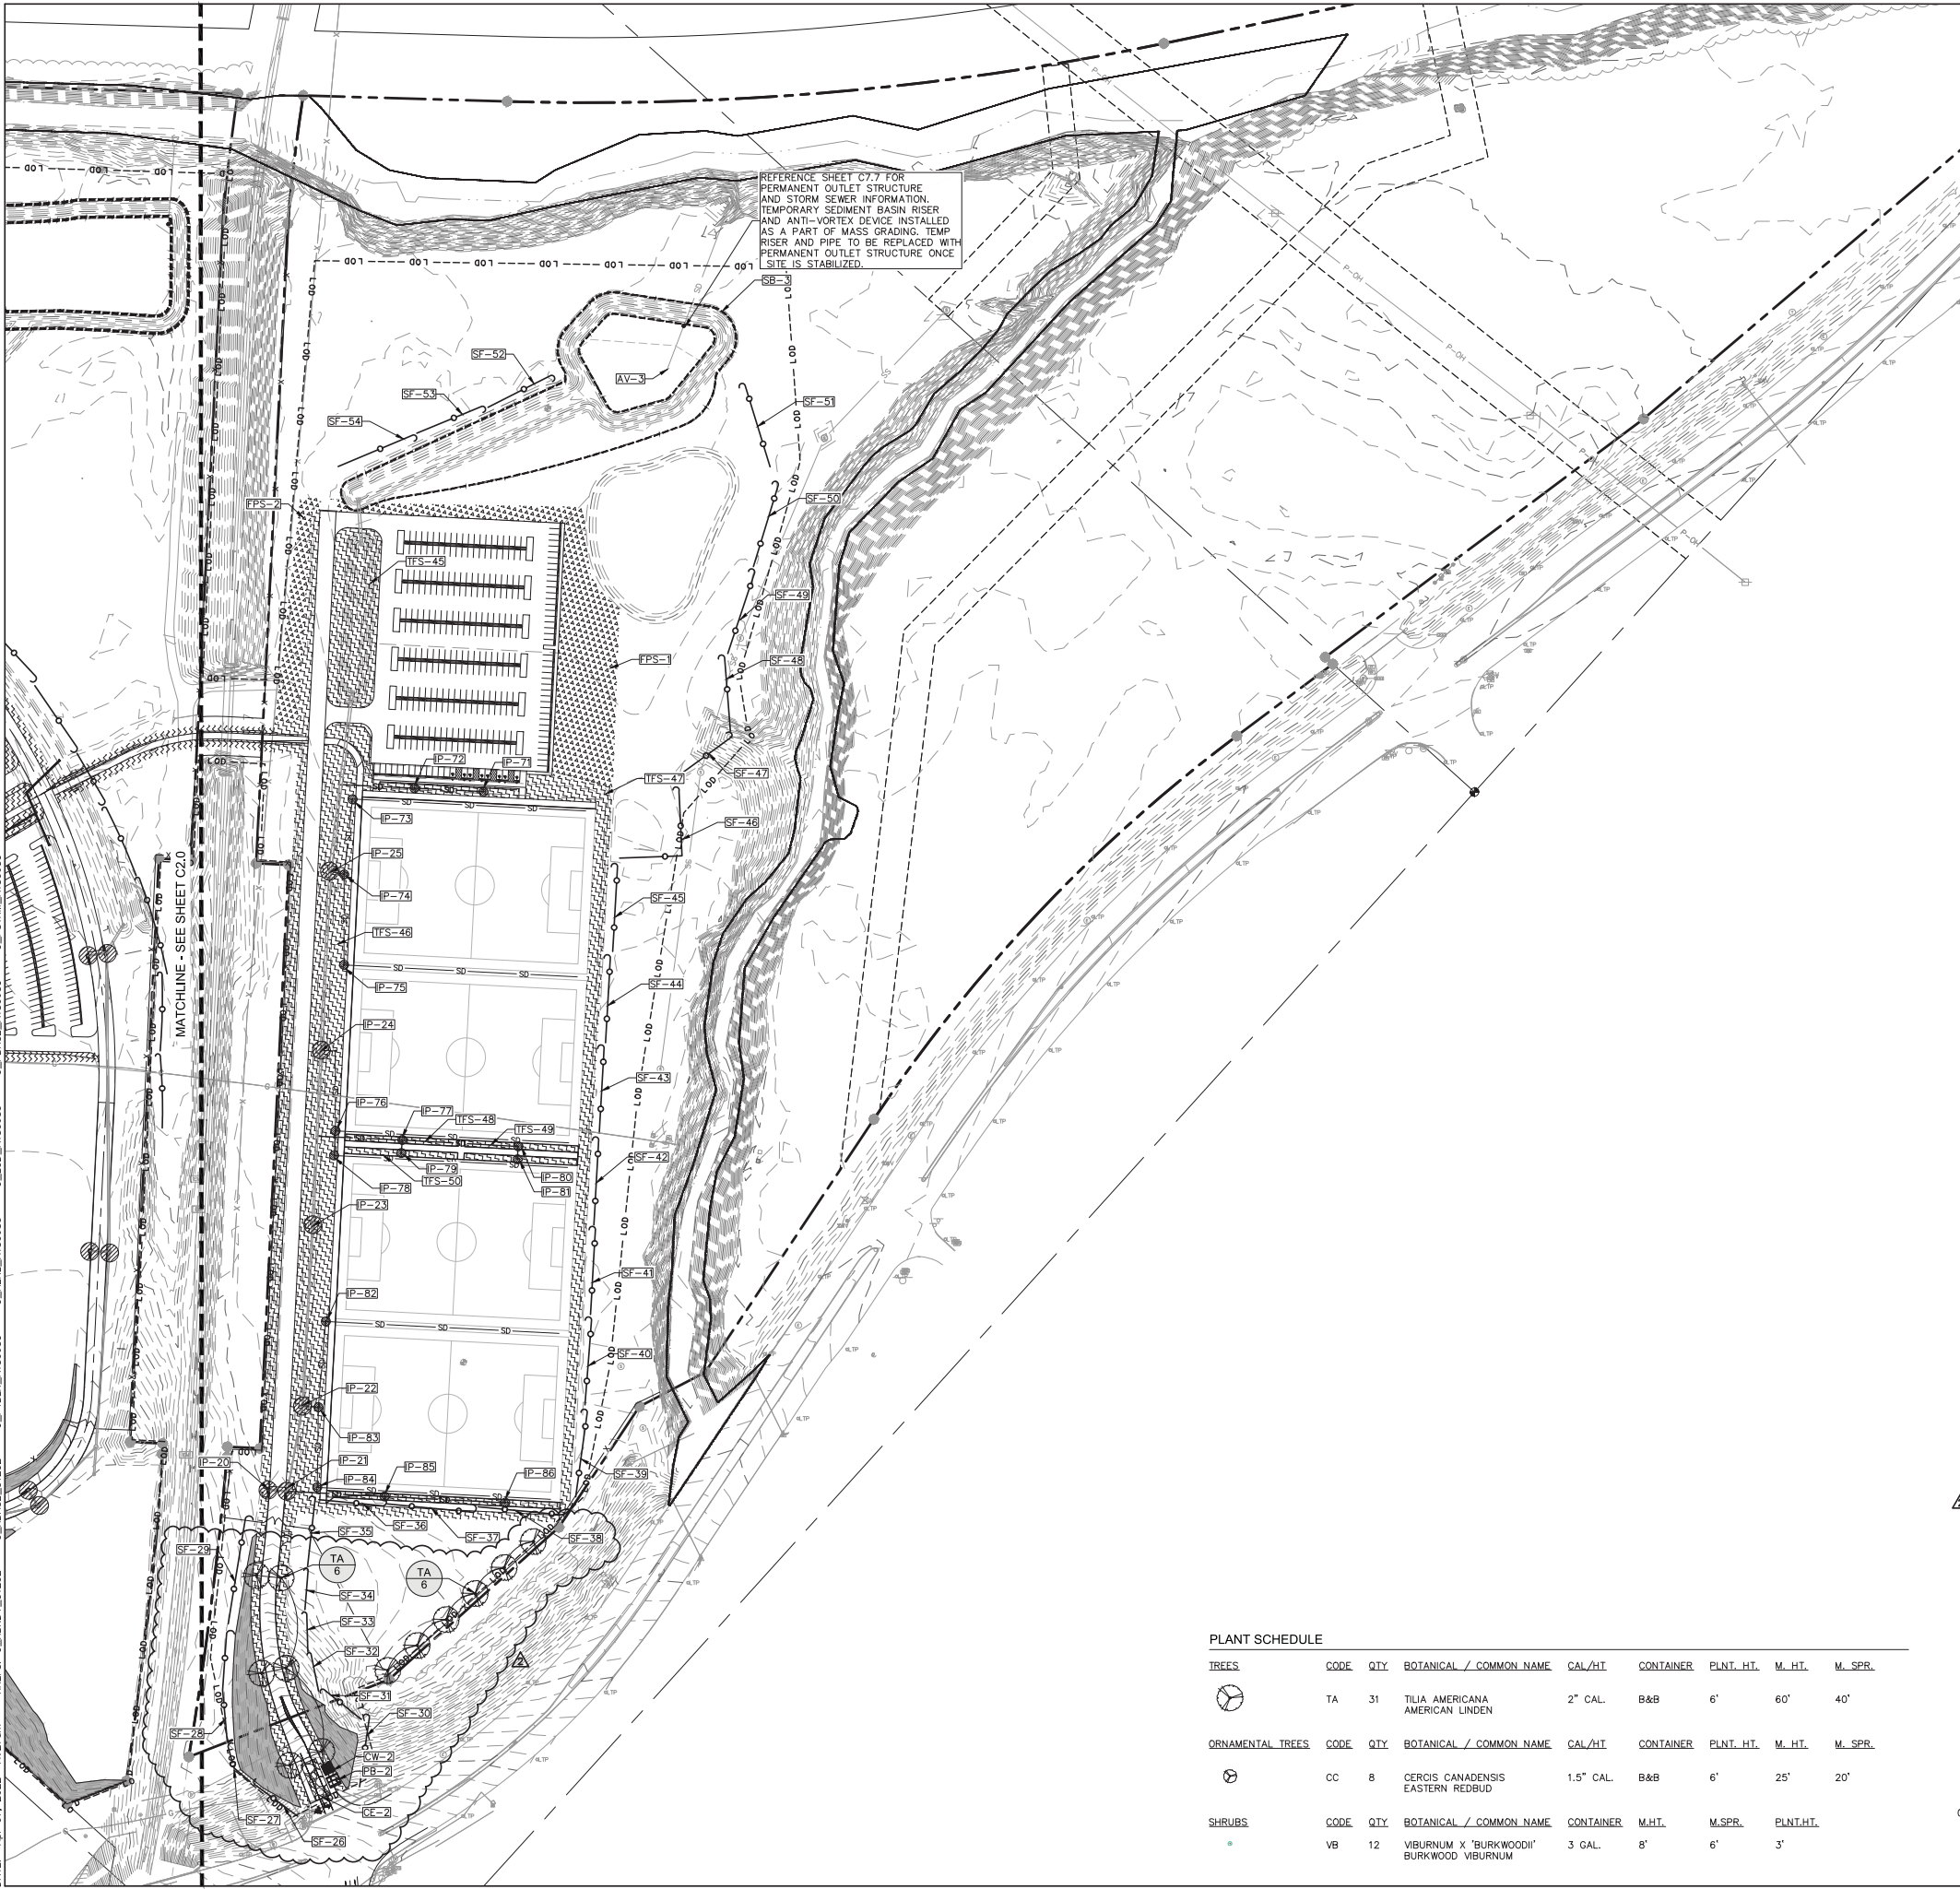 REFERENCE SHEET C7.7 FOR
PERMANENT OUTLET STRUCTURE
AND STORM SEWER INFORMATION.
TEMPORARY SEDIMENT BASIN RISER
AND ANTI-VORTEX DEVICE INSTALLED
AS A PART OF MASS GRADING. TEMP
RISER AND PIPE TO BE REPLACED WITH
PERMANENT OUTLET STRUCTURE ONCE
SITE IS STABILIZED.
SB-3
SF-52
AV-3
SF-53
SF-51
SF-54
SF-50
FPS-2
TFS-45
SF-49
FPS-1
SF-48
IP-72
IP-71
TFS-47
SF-47
IP-73
SF-46
IP-25
IP-74
SF-45
TFS-46
MATCHLINE - SEE SHEET C2.0
IP-75
SF-44
IP-24
SF-43
IP-76
IP-77
TFS-48
TFS-49
SF-42
IP-79
IP-80
TFS-50
IP-78
IP-81
IP-23
SF-41
IP-82
SF-40
IP-22
IP-83
IP-20
IP-21
IP-85
IP-86
SF-39
IP-84
SF-36
SF-35
SF-37
SF-38
SF-29
TA
6
TA
6
SF-34
SF-33
SF-32
2
SF-31
SF-30
SF-28
CW-2
PB-2
CE-2
SF-27
SF-26
LOD
SD
P-OH
PLANT SCHEDULE
TREES CODE QTY BOTANICAL / COMMON NAME CAL/HT CONTAINER PLNT. HT. M. HT. M. SPR.
TA 31 TILIA AMERICANA 2" CAL. B&B 6' 60' 40'
AMERICAN LINDEN
ORNAMENTAL TREES CODE QTY BOTANICAL / COMMON NAME CAL/HT CONTAINER PLNT. HT. M. HT. M. SPR.
CC 8 CERCIS CANADENSIS 1.5" CAL. B&B 6' 25' 20'
EASTERN REDBUD
SHRUBS CODE QTY BOTANICAL / COMMON NAME CONTAINER M.HT. M.SPR. PLNT.HT.
VB 12 VIBURNUM X 'BURKWOODII' 3 GAL. 8' 6' 3'
BURKWOOD VIBURNUM